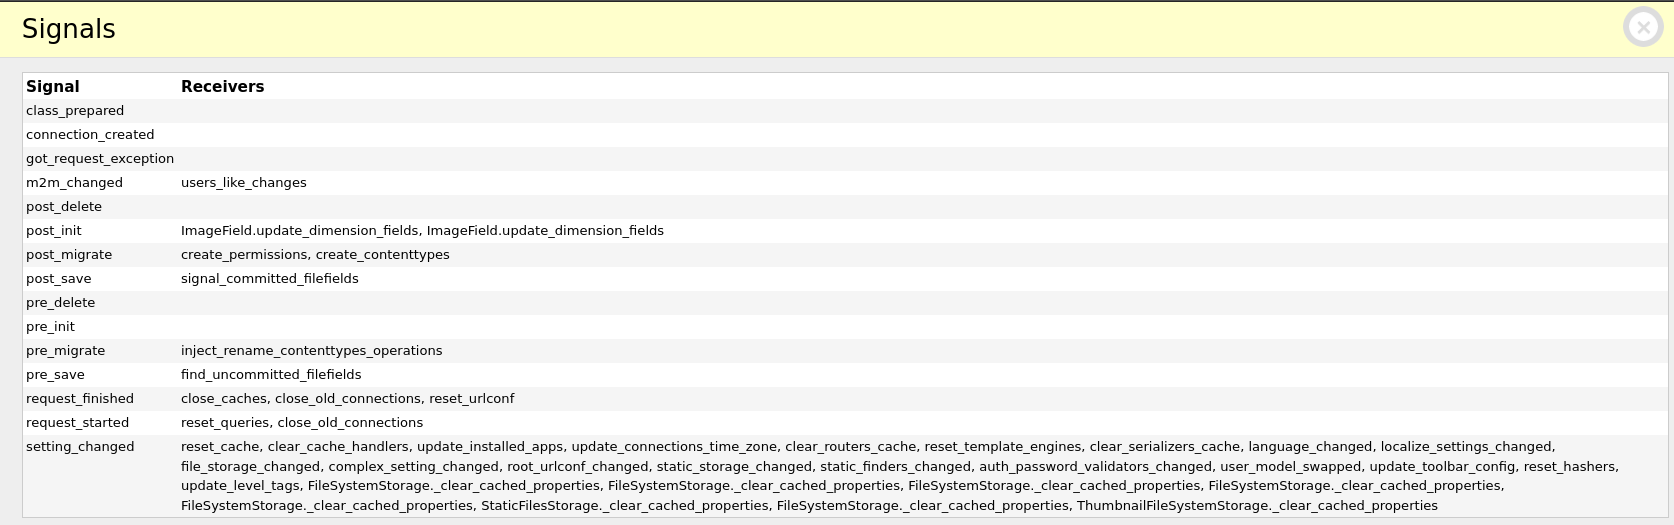 Signals
Signal Receivers
class_prepared
connection_created
got_request_exception
m2m_changed users_like_changes
post_delete
post_init ImageField.update_dimension_fields, ImageField.update_dimension_fields
post_migrate create_permissions, create_contenttypes
post_save signal_committed_filefields
pre_delete
pre_init
pre_migrate inject_rename_contenttypes_operations
pre_save find_uncommitted_filefields
request_finished close_caches, close_old_connections, reset_urlconf
request_started reset_queries, close_old_connections
setting_changed reset_cache, clear_cache_handlers, update_installed_apps, update_connections_time_zone, clear_routers_cache, reset_template_engines, clear_serializers_cache, language_changed, localize_settings_changed,
file_storage_changed, complex_setting_changed, root_urlconf_changed, static_storage_changed, static_finders_changed, auth_password_validators_changed, user_model_swapped, update_toolbar_config, reset_hashers,
update_level_tags, FileSystemStorage._clear_cached_properties, FileSystemStorage._clear_cached_properties, FileSystemStorage._clear_cached_properties, FileSystemStorage._clear_cached_properties,
FileSystemStorage._clear_cached_properties, StaticFilesStorage._clear_cached_properties, FileSystemStorage._clear_cached_properties, ThumbnailFileSystemStorage._clear_cached_properties